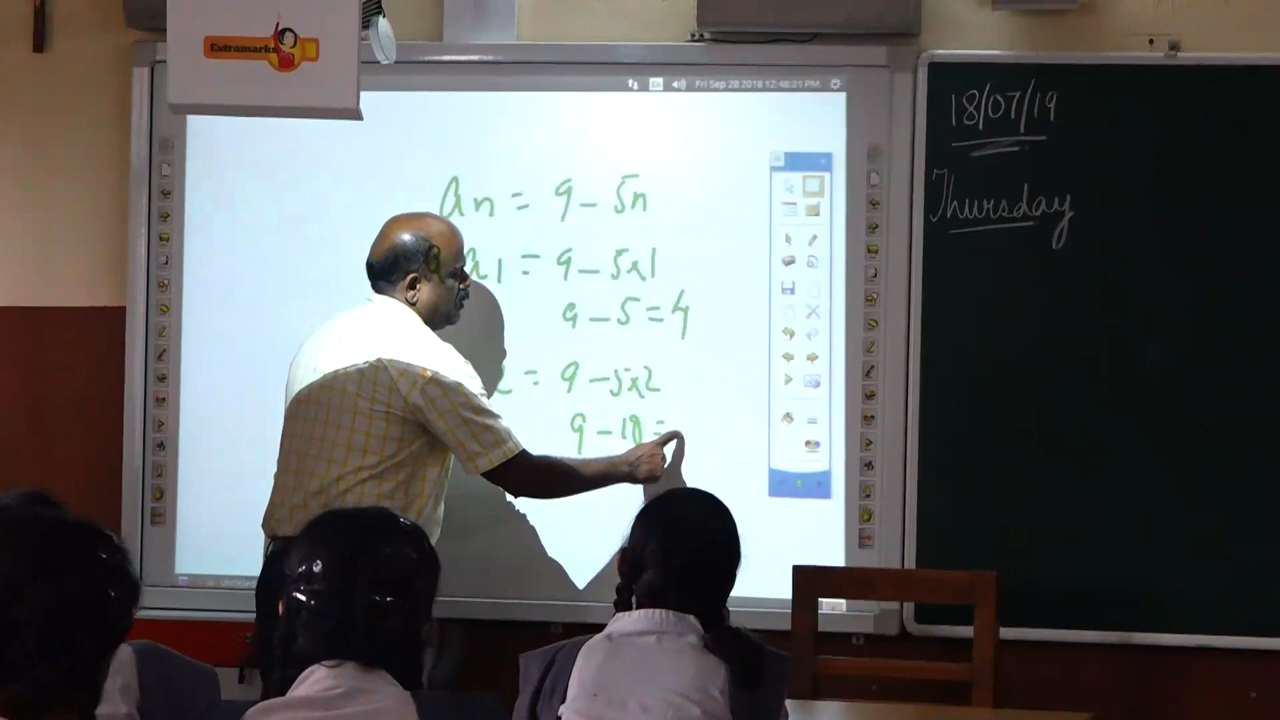 Extramarks
Fri Sep 28 2018 12:48:21 PM
an = 9 - 5n
a1 = 9 - 5x1
9 - 5 = 4
2 = 9 - 5x2
9 - 10 =
18/07/19
Thursday